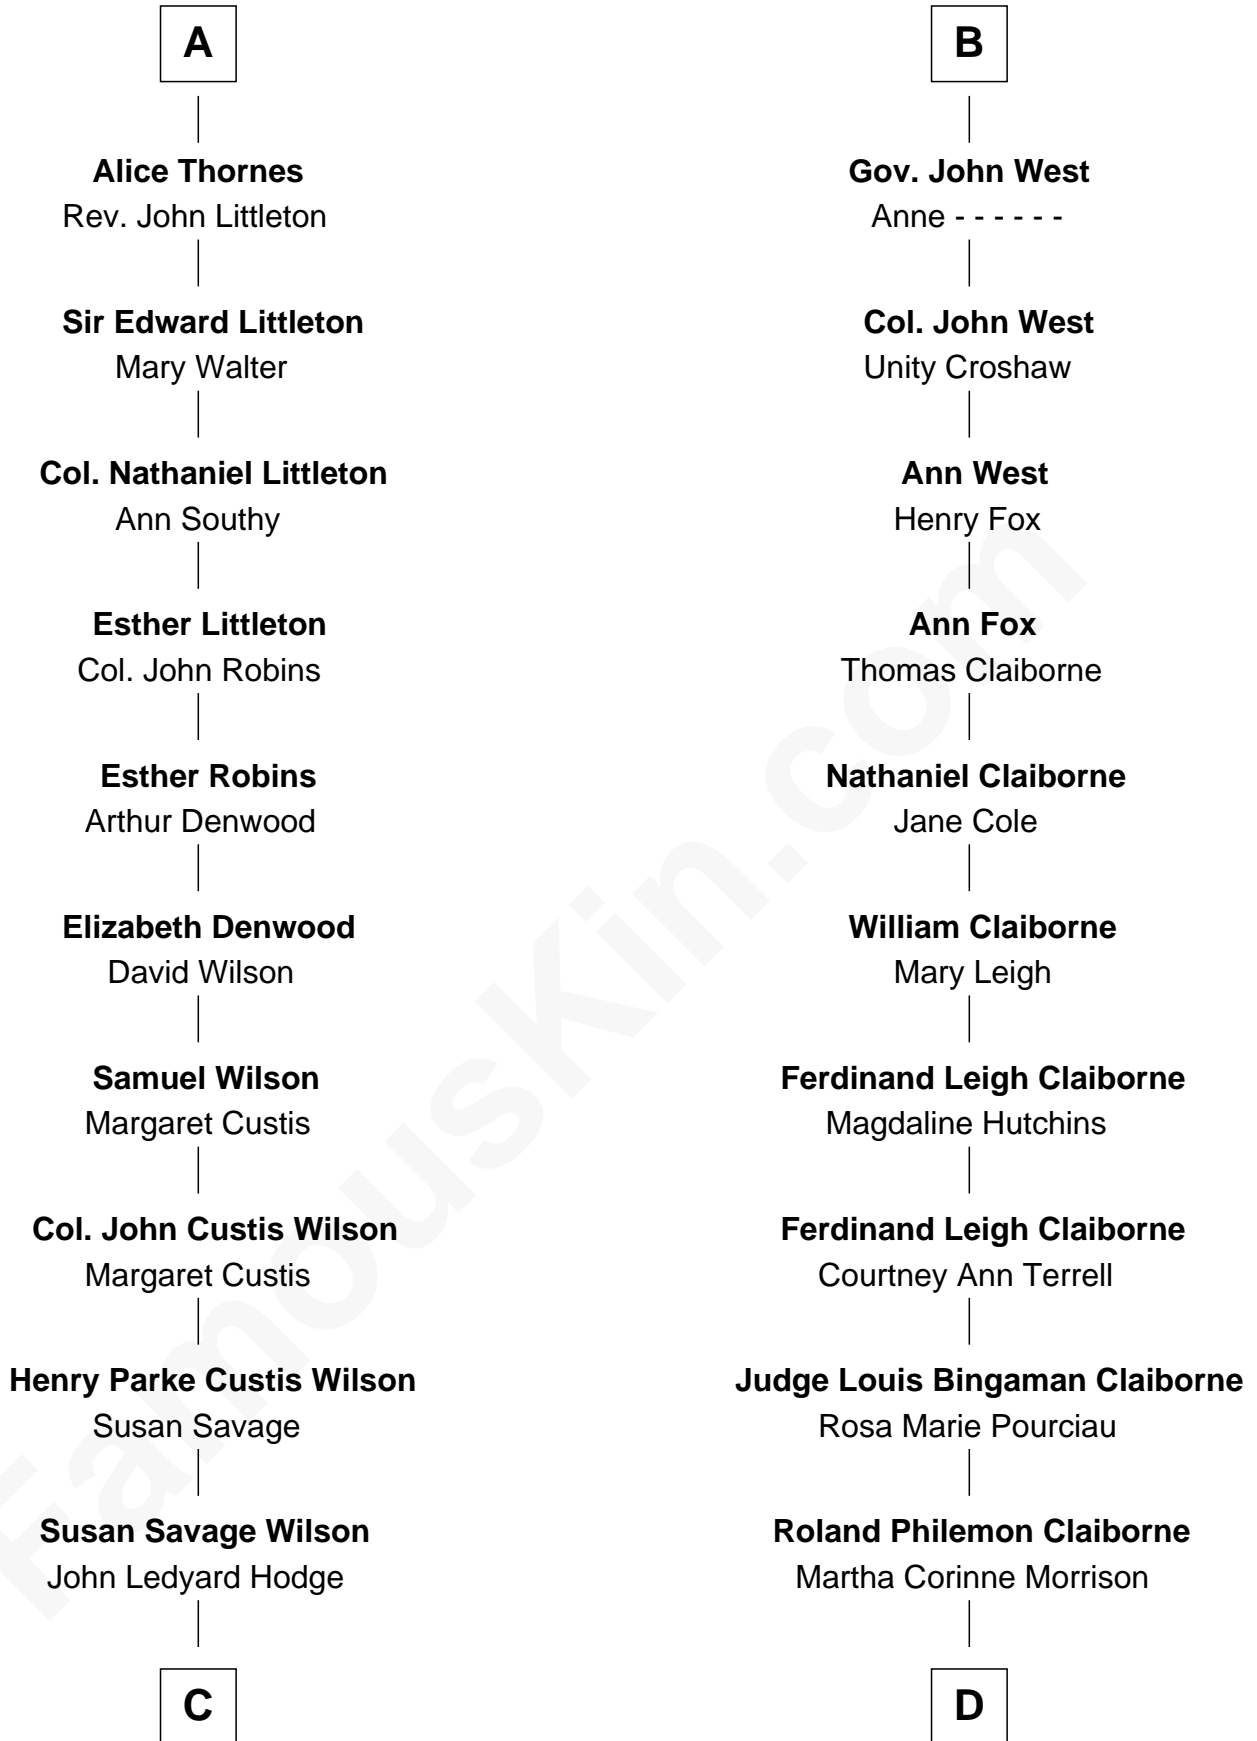 A
Alice Thornes
Rev. John Littleton
Sir Edward Littleton
Mary Walter
Col. Nathaniel Littleton
Ann Southy
Esther Littleton
Col. John Robins
Esther Robins
Arthur Denwood
Elizabeth Denwood
David Wilson
Samuel Wilson
Margaret Custis
Col. John Custis Wilson
Margaret Custis
Henry Parke Custis Wilson
Susan Savage
Susan Savage Wilson
John Ledyard Hodge
C
B
Gov. John West
Anne - - - - - -
Col. John West
Unity Croshaw
Ann West
Henry Fox
Ann Fox
Thomas Claiborne
Nathaniel Claiborne
Jane Cole
William Claiborne
Mary Leigh
Ferdinand Leigh Claiborne
Magdaline Hutchins
Ferdinand Leigh Claiborne
Courtney Ann Terrell
Judge Louis Bingaman Claiborne
Rosa Marie Pourciau
Roland Philemon Claiborne
Martha Corinne Morrison
D
FamousKin.com